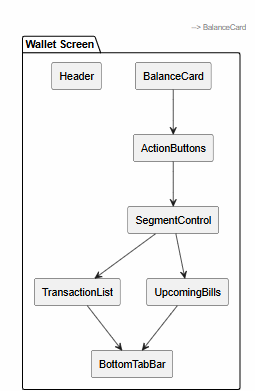 --> BalanceCard
Wallet Screen
Header
BalanceCard
ActionButtons
SegmentControl
TransactionList
UpcomingBills
BottomTabBar